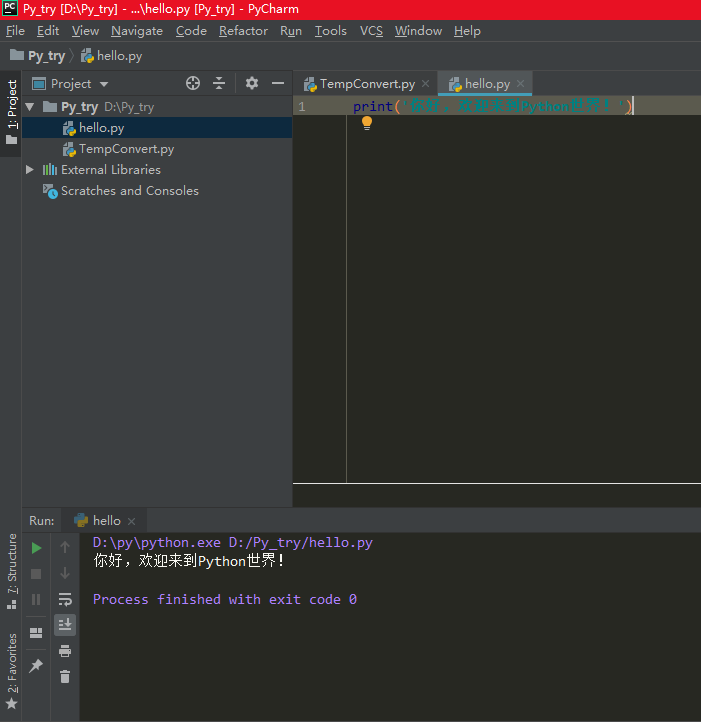 Py_try [D:\Py_try] - ...\hello.py [Py_try] - PyCharm
File Edit View Navigate Code Refactor Run Tools VCS Window Help
Py_try hello.py
1: Project
Project
TempConvert.py hello.py
Py_try D:\Py_try
hello.py
TempConvert.py
External Libraries
Scratches and Consoles
1 print('你好，欢迎来到Python世界！')
7: Structure
2: Favorites
Run: hello
D:\py\python.exe D:/Py_try/hello.py
你好，欢迎来到Python世界！
Process finished with exit code 0